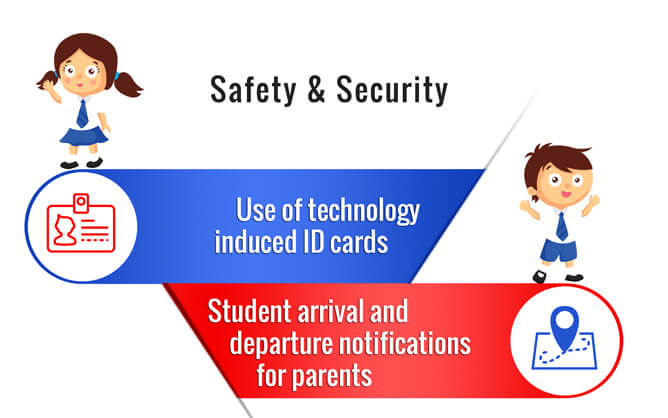 Safety & Security
Use of technology
induced ID cards
Student arrival and
departure notifications
for parents